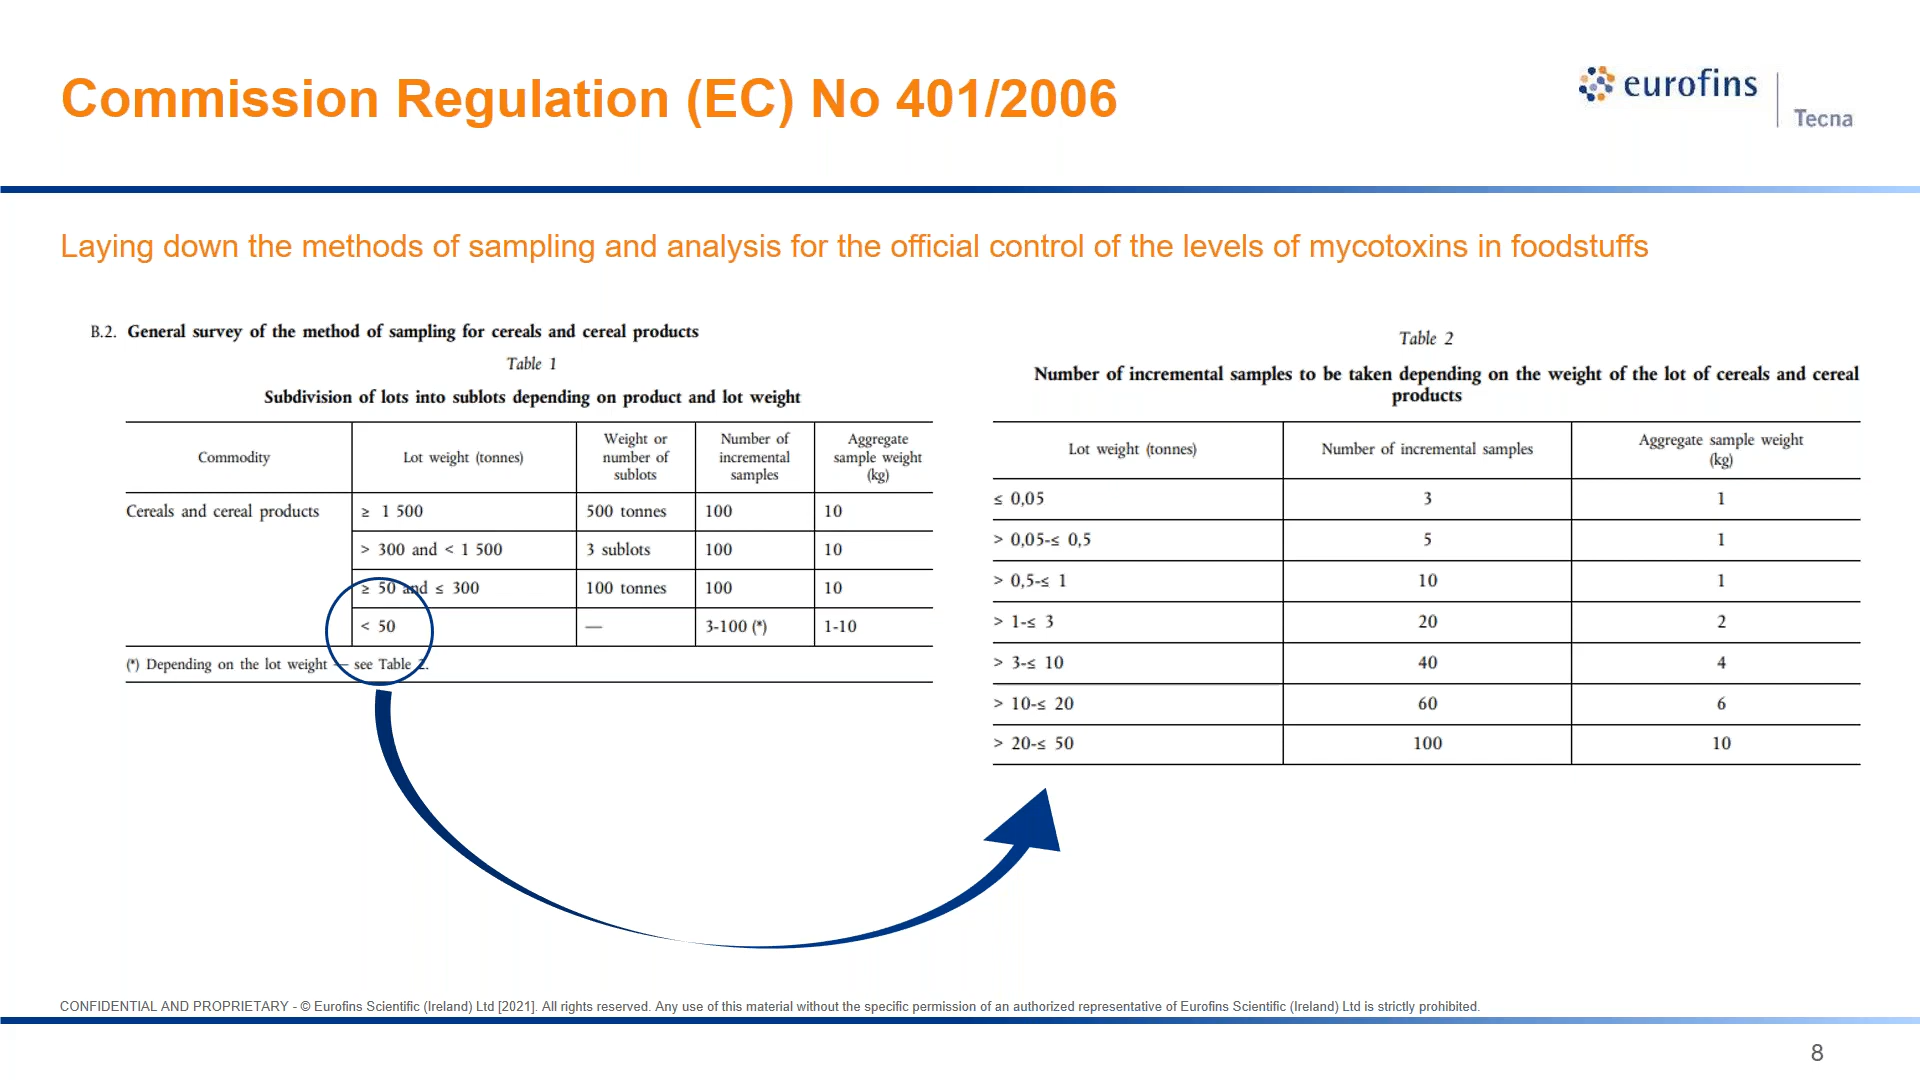 Commission Regulation (EC) No 401/2006
eurofins
Tecna
Laying down the methods of sampling and analysis for the official control of the levels of mycotoxins in foodstuffs
B.2. General survey of the method of sampling for cereals and cereal products
Table 1
Subdivision of lots into sublots depending on product and lot weight
Commodity Lot weight (tonnes) Weight or number of sublots Number of incremental samples Aggregate sample weight (kg)
Cereals and cereal products ≥ 1 500 500 tonnes 100 10
> 300 and < 1 500 3 sublots 100 10
≥ 50 and ≤ 300 100 tonnes 100 10
< 50 — 3-100 (*) 1-10
(*) Depending on the lot weight — see Table 2.
Table 2
Number of incremental samples to be taken depending on the weight of the lot of cereals and cereal
products
Lot weight (tonnes) Number of incremental samples Aggregate sample weight (kg)
≤ 0,05 3 1
> 0,05-≤ 0,5 5 1
> 0,5-≤ 1 10 1
> 1-≤ 3 20 2
> 3-≤ 10 40 4
> 10-≤ 20 60 6
> 20-≤ 50 100 10
CONFIDENTIAL AND PROPRIETARY - © Eurofins Scientific (Ireland) Ltd [2021]. All rights reserved. Any use of this material without the specific permission of an authorized representative of Eurofins Scientific (Ireland) Ltd is strictly prohibited.
8